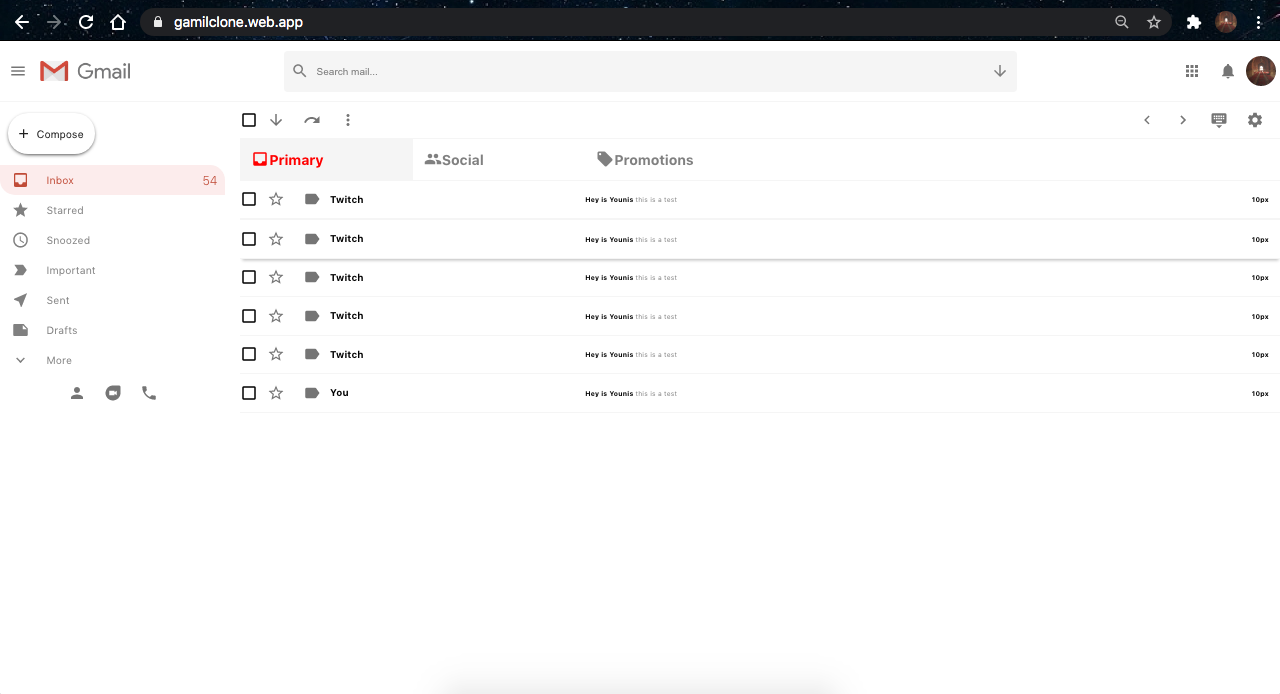 gamilclone.web.app
Gmail
Search mail...
Compose
Inbox 54
Starred
Snoozed
Important
Sent
Drafts
More
Primary Social Promotions
Twitch Hey is Younis this is a test 10px
Twitch Hey is Younis this is a test 10px
Twitch Hey is Younis this is a test 10px
Twitch Hey is Younis this is a test 10px
Twitch Hey is Younis this is a test 10px
You Hey is Younis this is a test 10px